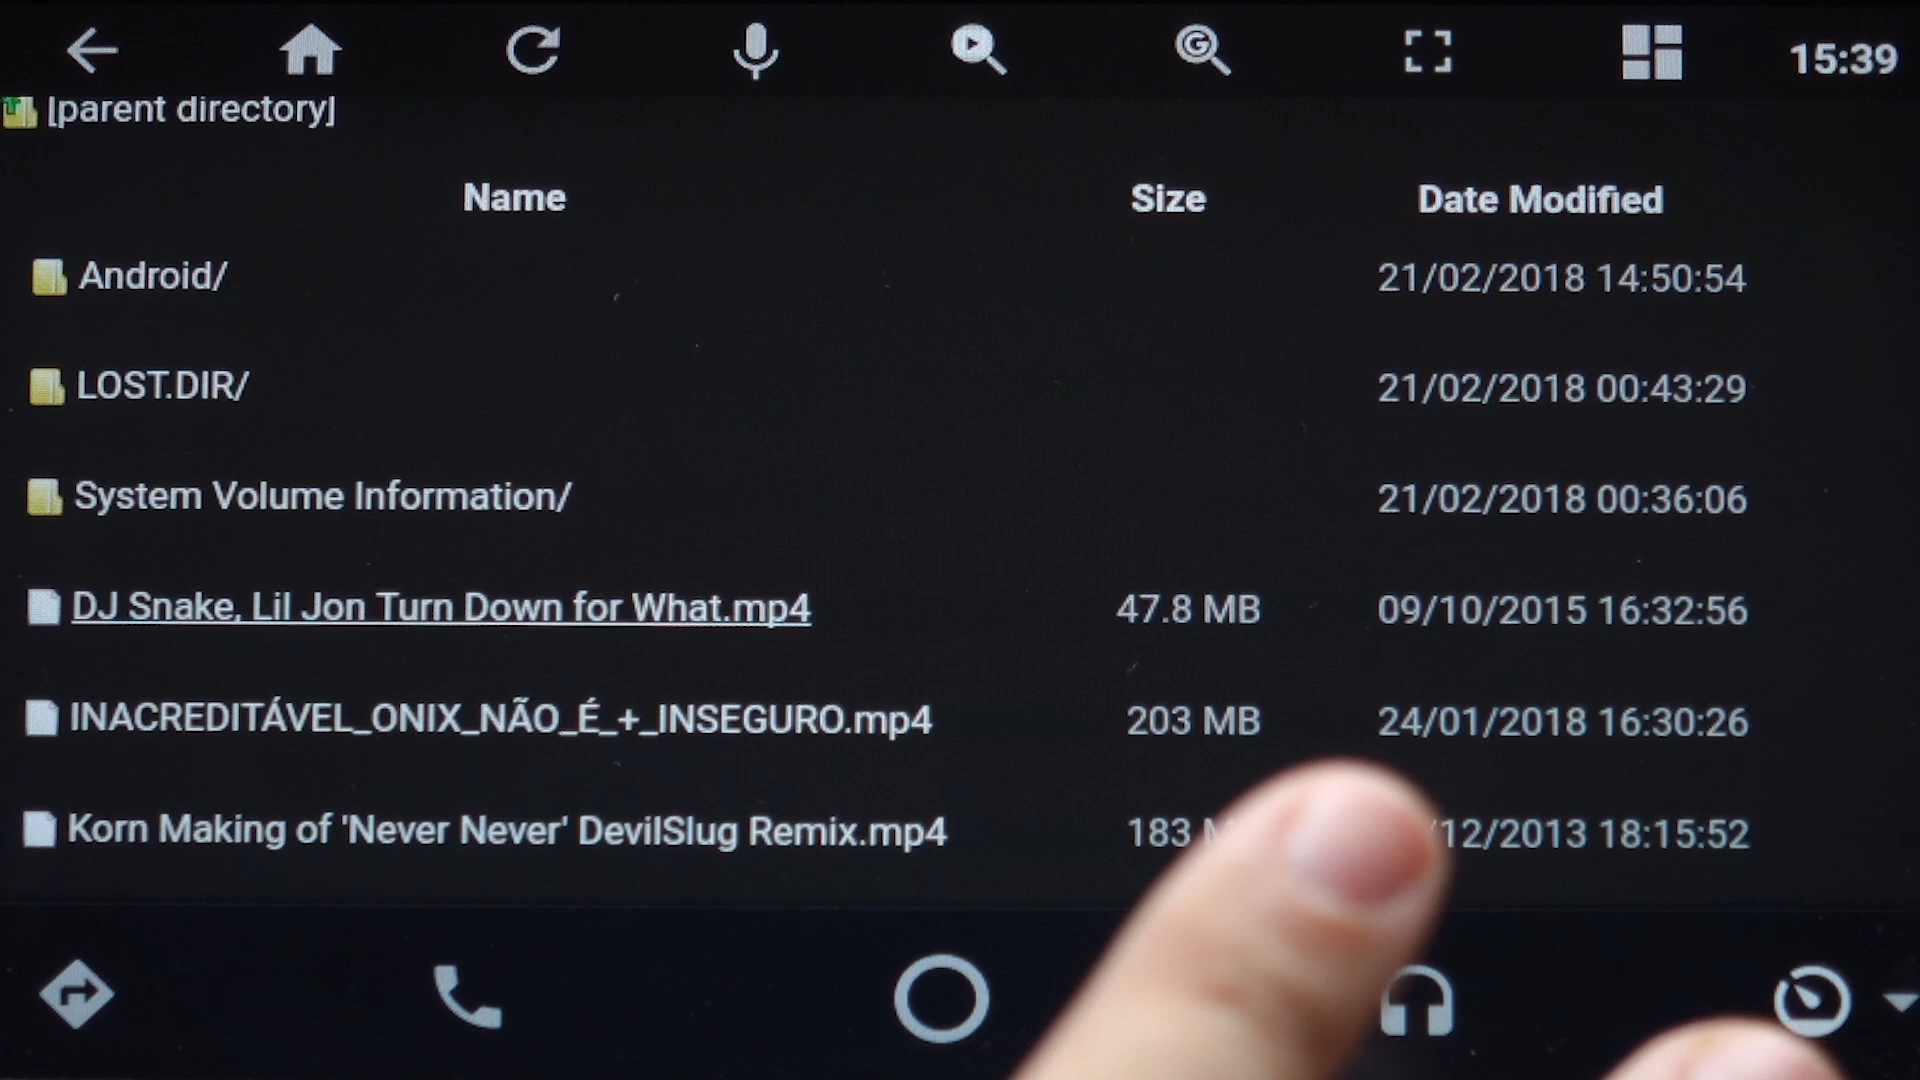 15:39
[parent directory]
Name Size Date Modified
Android/ 21/02/2018 14:50:54
LOST.DIR/ 21/02/2018 00:43:29
System Volume Information/ 21/02/2018 00:36:06
DJ Snake, Lil Jon Turn Down for What.mp4 47.8 MB 09/10/2015 16:32:56
INACREDITÁVEL_ONIX_NÃO_É_+_INSEGURO.mp4 203 MB 24/01/2018 16:30:26
Korn Making of 'Never Never' DevilSlug Remix.mp4 183 /12/2013 18:15:52